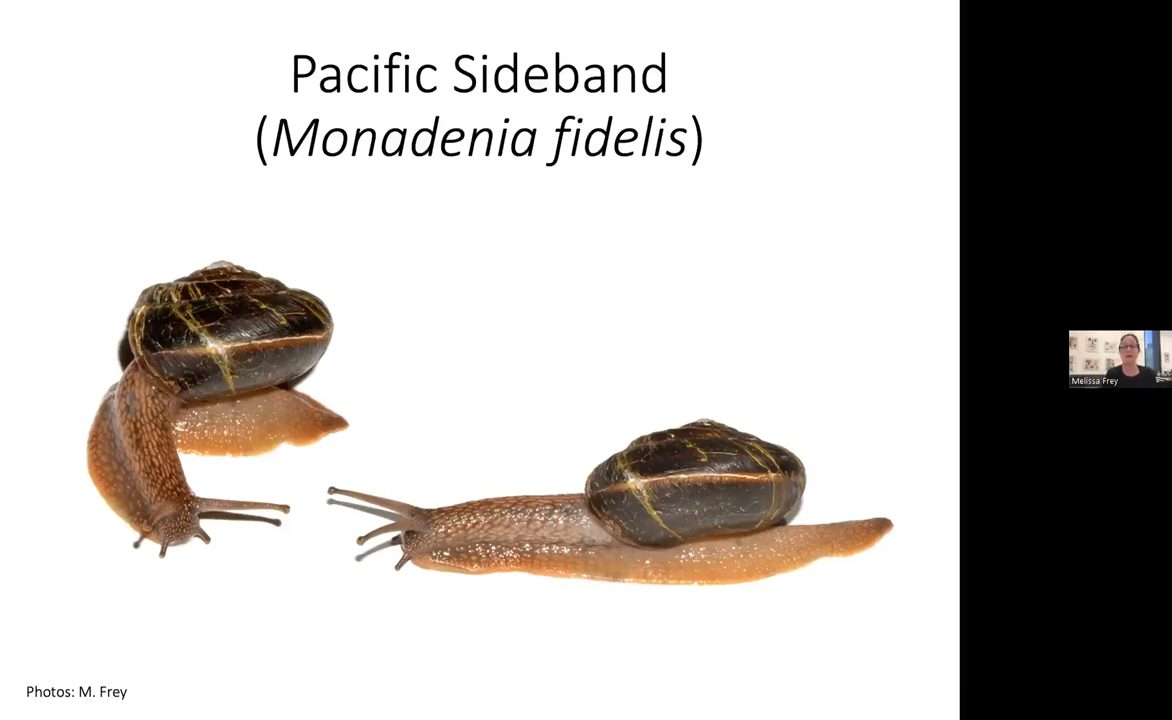 Pacific Sideband
(Monadenia fidelis)
Melissa Frey
Photos: M. Frey